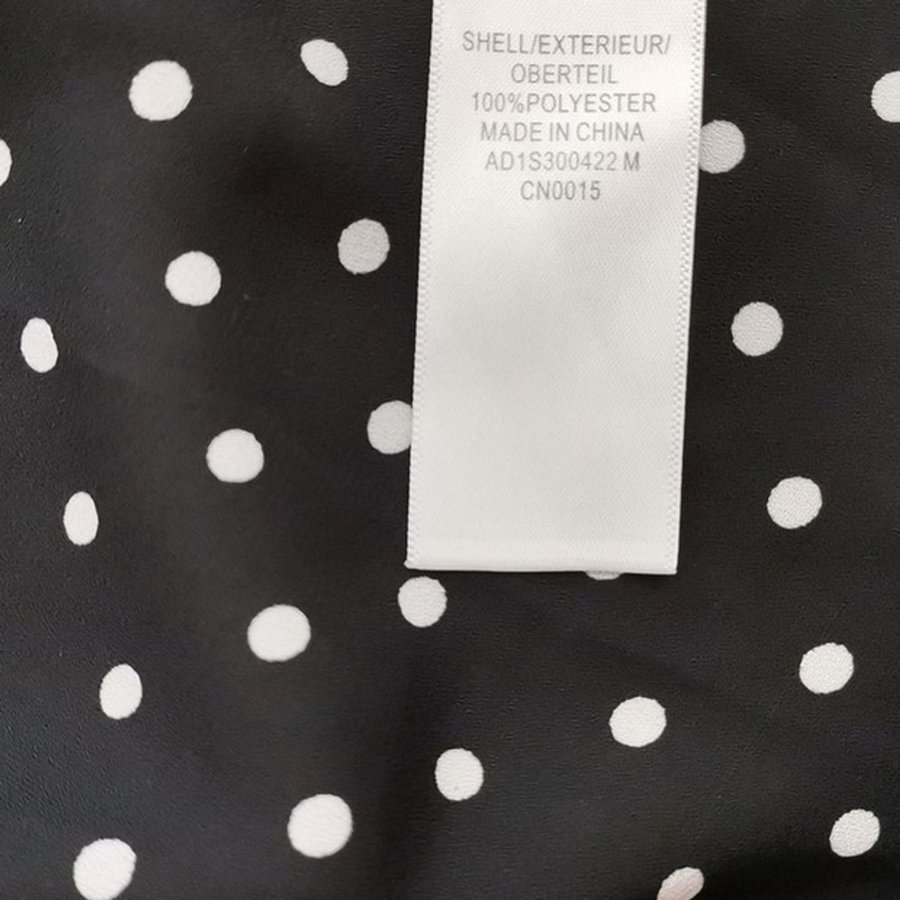 SHELL/EXTERIEUR/
OBERTEIL
100%POLYESTER
MADE IN CHINA
AD1S300422 M
CN0015